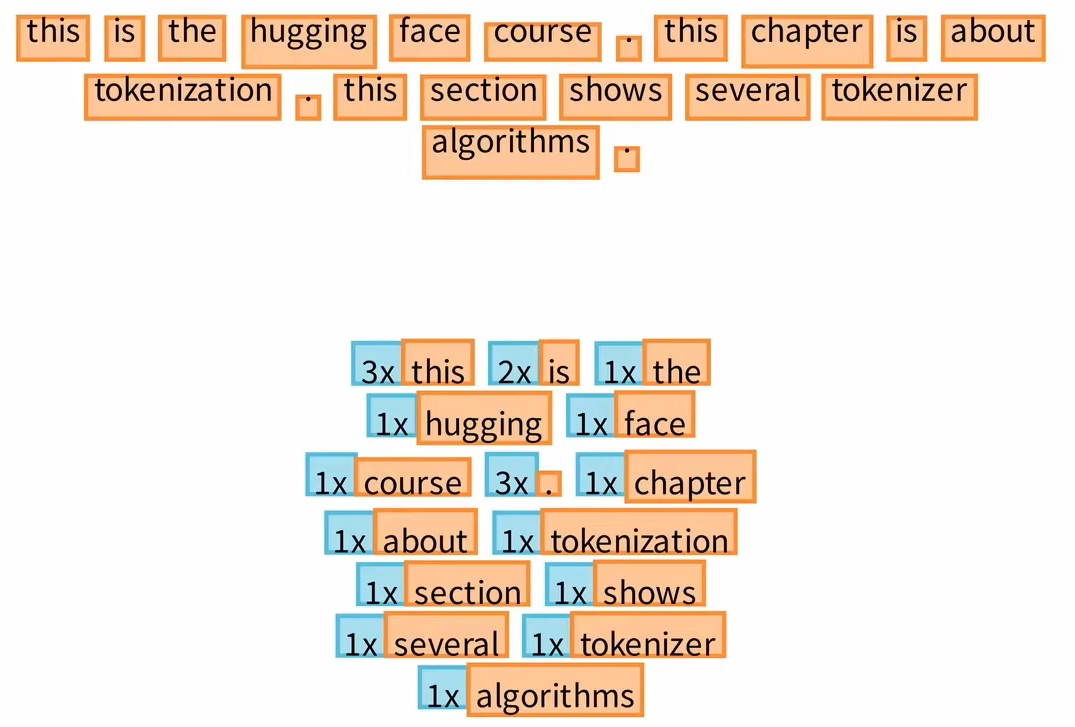 this is the hugging face course . this chapter is about
tokenization . this section shows several tokenizer
algorithms .
3x this 2x is 1x the
1x hugging 1x face
1x course 3x . 1x chapter
1x about 1x tokenization
1x section 1x shows
1x several 1x tokenizer
1x algorithms